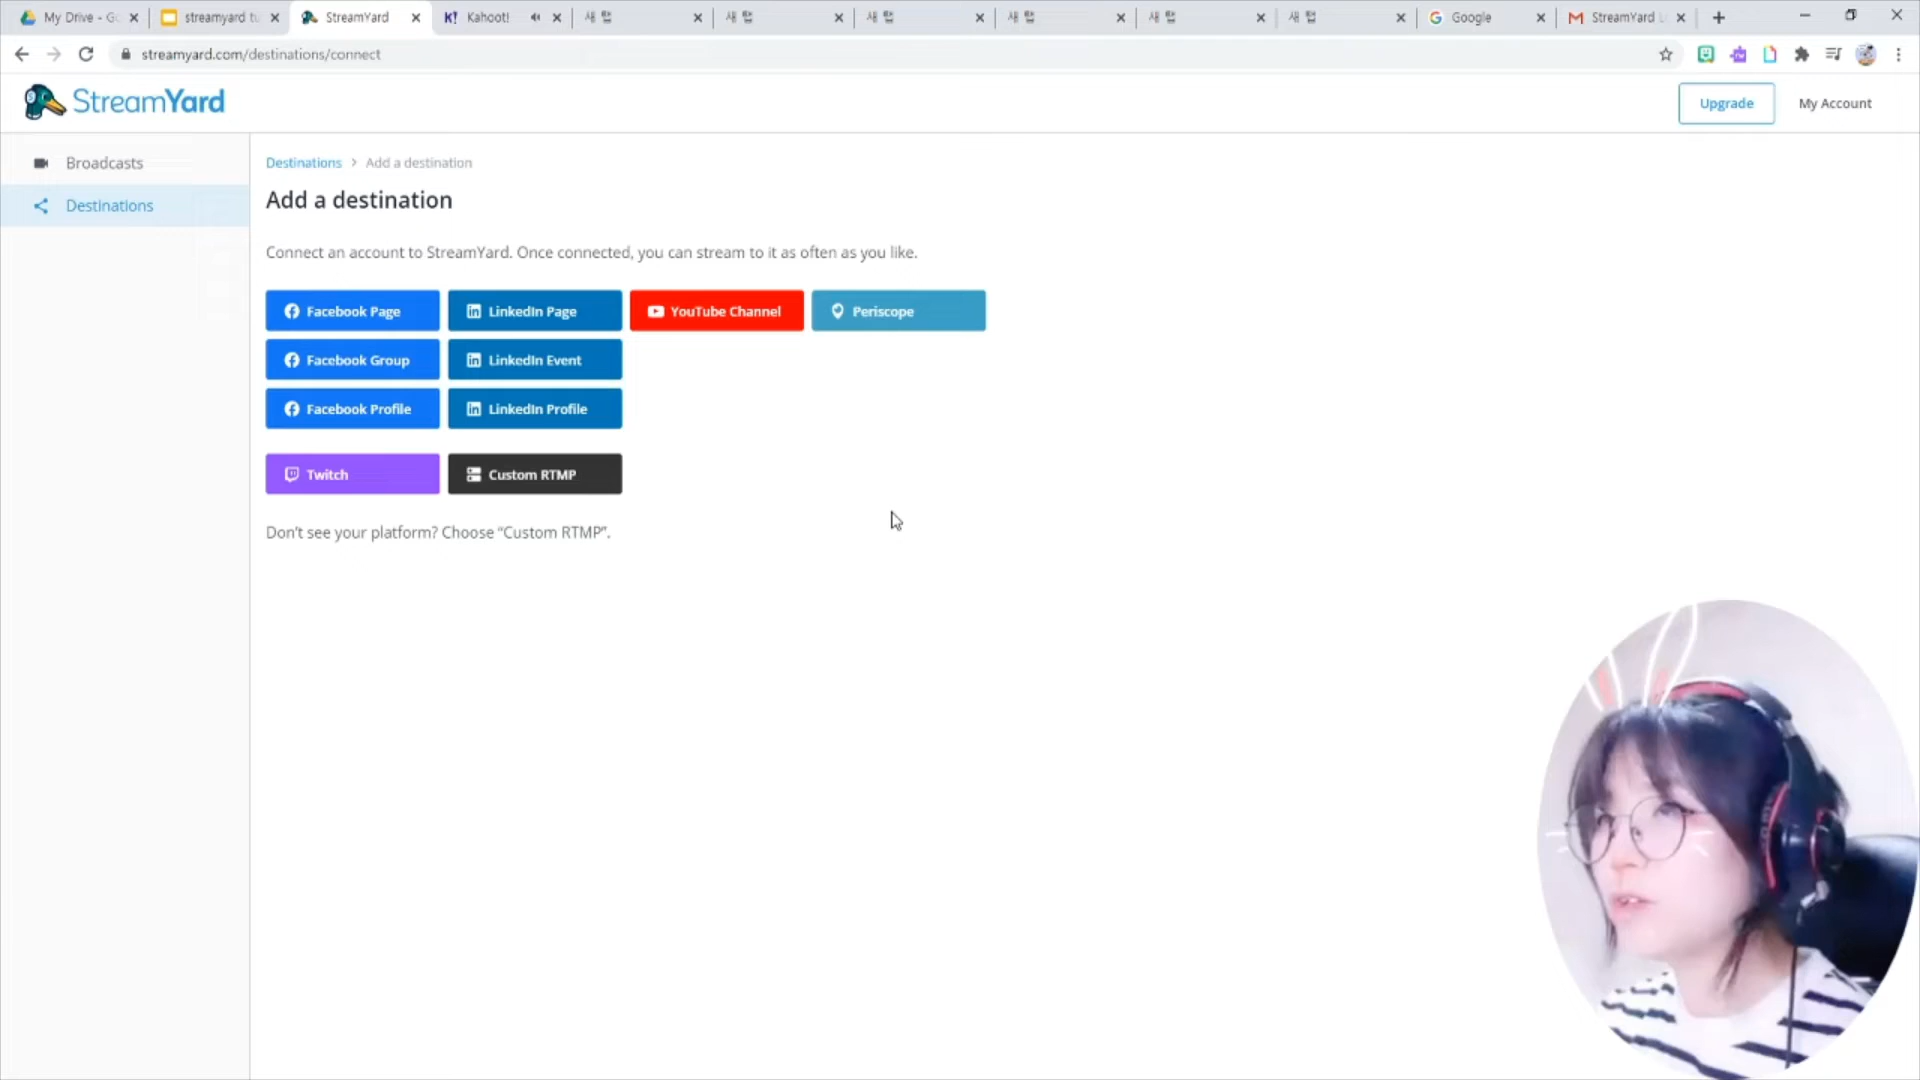 My Drive - G
streamyard tu
StreamYard
Kahoot!
새 탭
새 탭
새 탭
새 탭
새 탭
새 탭
Google
StreamYard L
streamyard.com/destinations/connect
StreamYard
Upgrade
My Account
Broadcasts
Destinations
Destinations > Add a destination
Add a destination
Connect an account to StreamYard. Once connected, you can stream to it as often as you like.
Facebook Page
LinkedIn Page
YouTube Channel
Periscope
Facebook Group
LinkedIn Event
Facebook Profile
LinkedIn Profile
Twitch
Custom RTMP
Don't see your platform? Choose “Custom RTMP”.